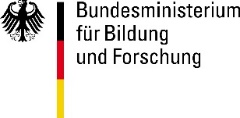 Bundesministerium
für Bildung
und Forschung